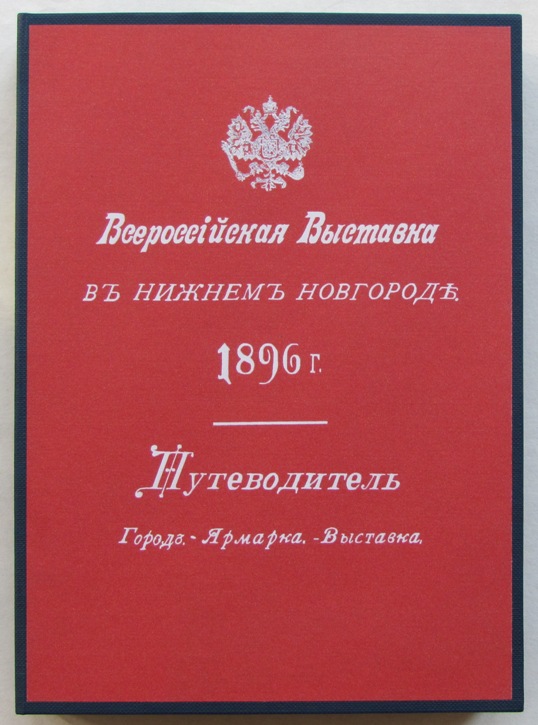 Всероссійская Выставка
въ Нижнемъ Новгородѣ.
1896 г.
Путеводитель
Городъ. - Ярмарка. - Выставка.